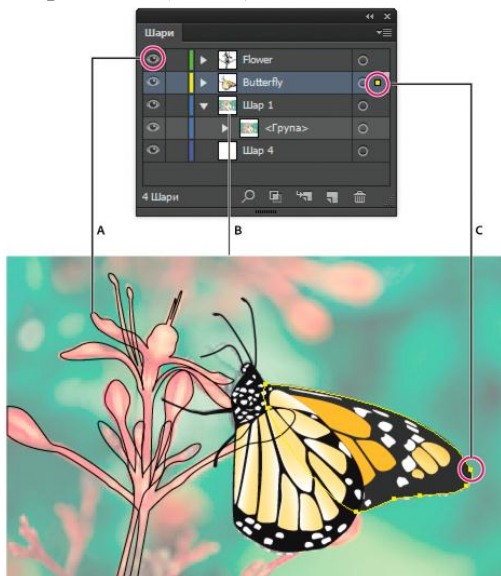 Шари
Flower
Butterfly
Шар 1
<Група>
Шар 4
4 Шари
A
B
C